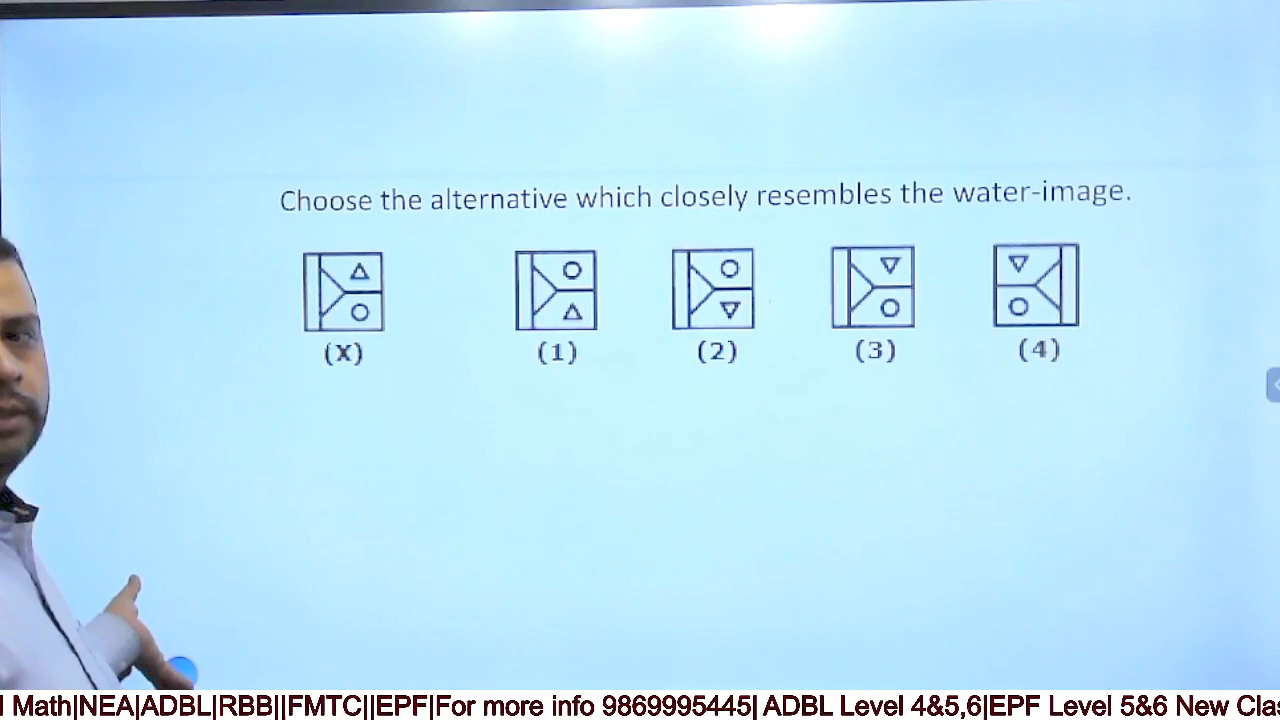 Choose the alternative which closely resembles the water-image.
(X) (1) (2) (3) (4)
l Math|NEA|ADBL|RBB||FMTC||EPF|For more info 9869995445| ADBL Level 4&5,6|EPF Level 5&6 New Clas